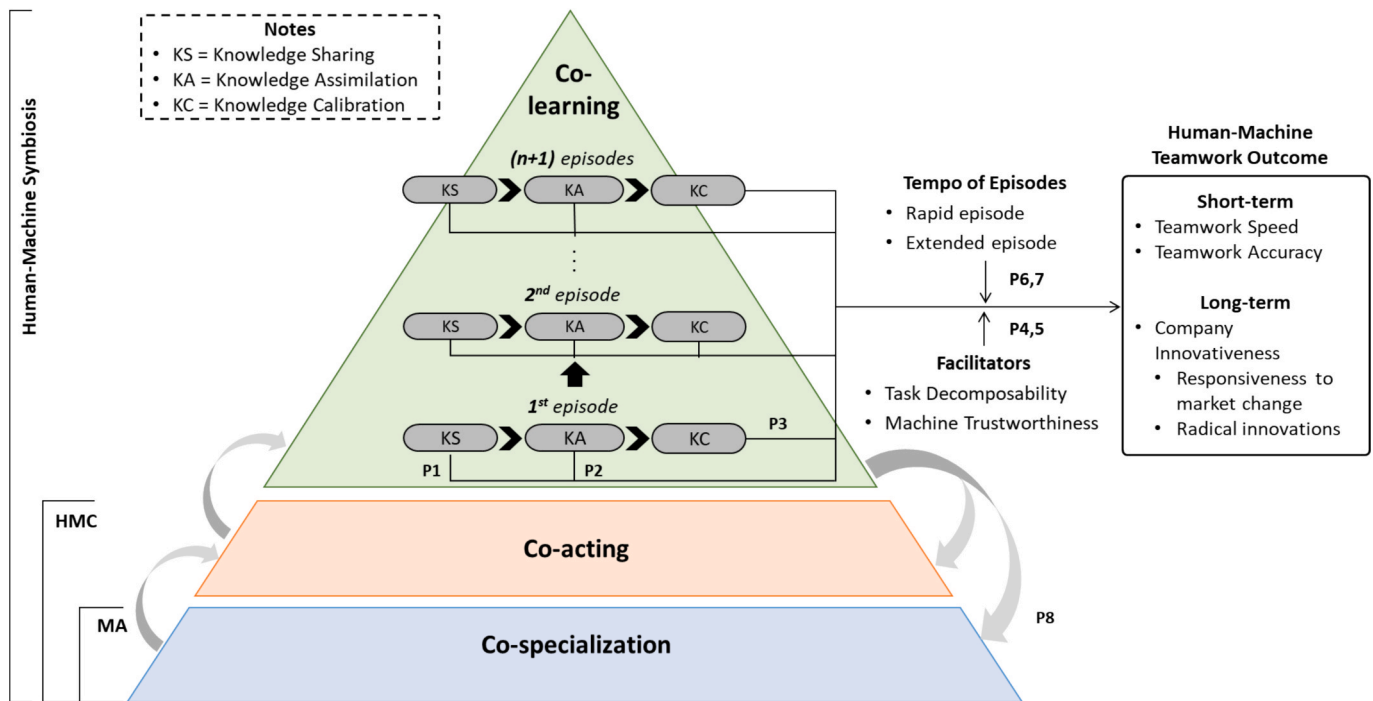 Human-Machine Symbiosis
Notes
• KS = Knowledge Sharing
• KA = Knowledge Assimilation
• KC = Knowledge Calibration
Co-
learning
(n+1) episodes
KS
KA
KC
⋮
2nd episode
KS
KA
KC
1st episode
KS
KA
KC
P1
P2
P3
Tempo of Episodes
• Rapid episode
• Extended episode
P6,7
P4,5
Facilitators
• Task Decomposability
• Machine Trustworthiness
Human-Machine
Teamwork Outcome
Short-term
• Teamwork Speed
• Teamwork Accuracy
Long-term
• Company
Innovativeness
• Responsiveness to
market change
• Radical innovations
HMC
Co-acting
MA
Co-specialization
P8